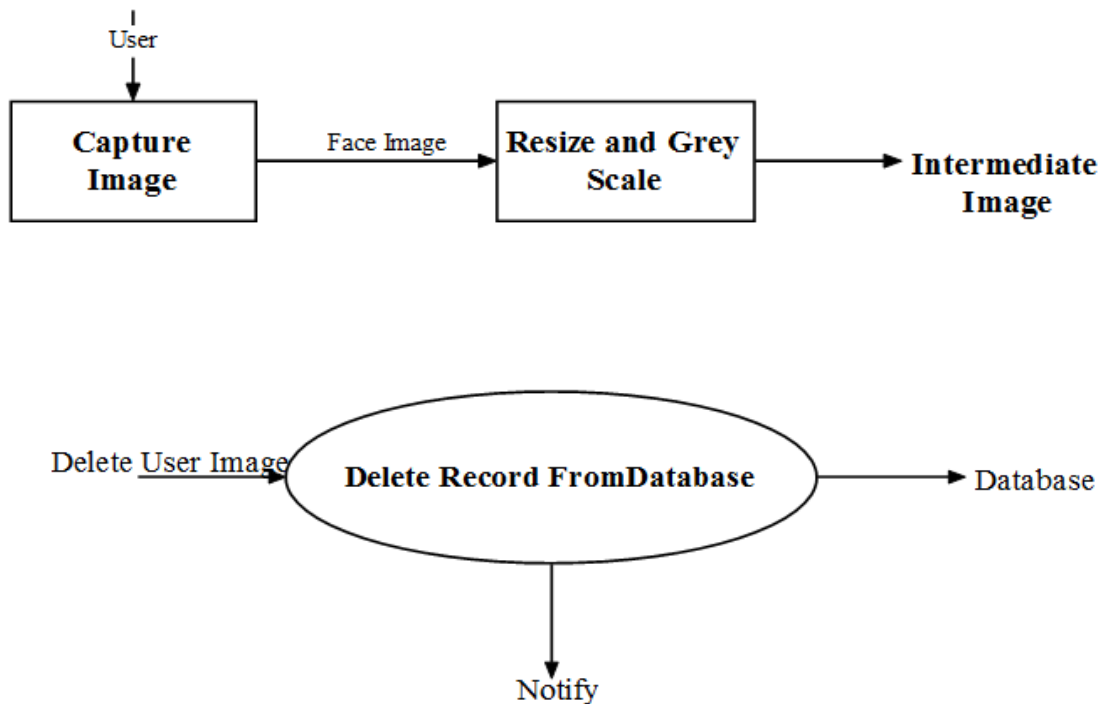 User
Capture
Image
Face Image
Resize and Grey
Scale
Intermediate
Image
Delete User Image
Delete Record FromDatabase
Database
Notify